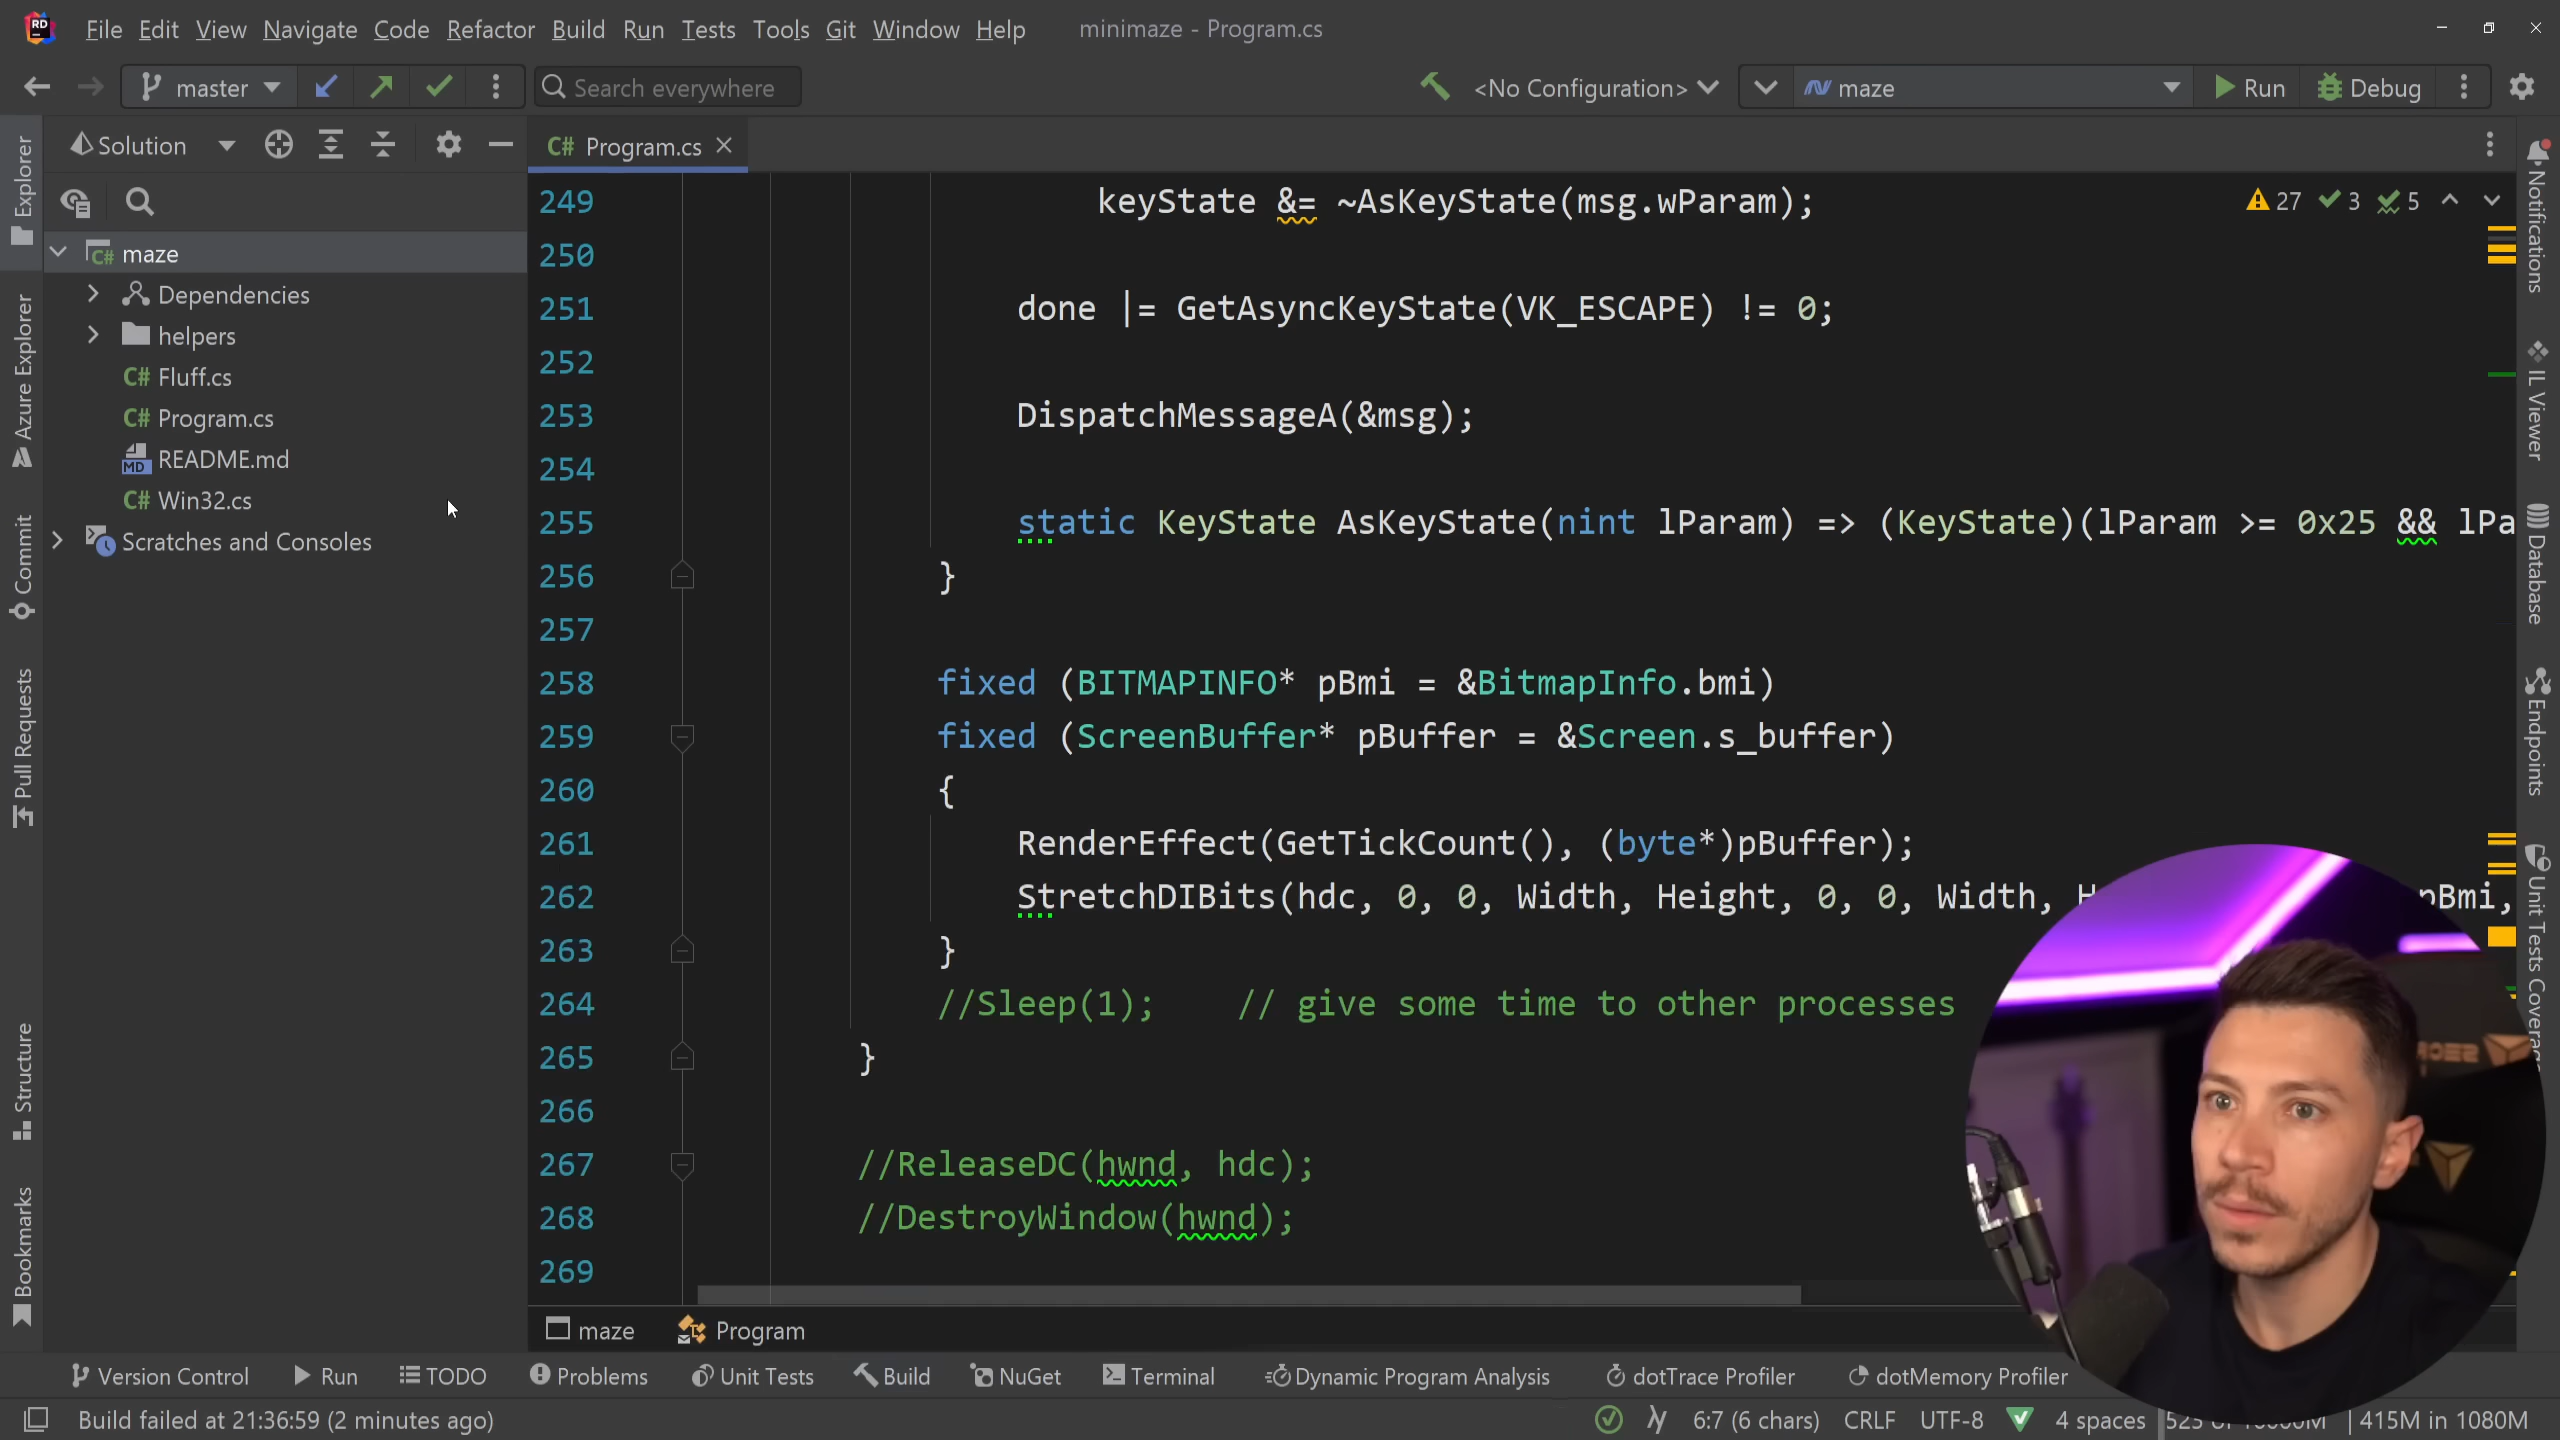 RD File Edit View Navigate Code Refactor Build Run Tests Tools Git Window Help minimaze - Program.cs
master Search everywhere <No Configuration> maze Run Debug
Solution
C# Program.cs
27 3 5
maze
Dependencies
helpers
C# Fluff.cs
C# Program.cs
MD README.md
C# Win32.cs
Scratches and Consoles
Explorer
Azure Explorer
Commit
Pull Requests
Structure
Bookmarks
249 keyState &= ~AsKeyState(msg.wParam);
250
251 done |= GetAsyncKeyState(VK_ESCAPE) != 0;
252
253 DispatchMessageA(&msg);
254
255 static KeyState AsKeyState(nint lParam) => (KeyState)(lParam >= 0x25 && lPa
256 }
257
258 fixed (BITMAPINFO* pBmi = &BitmapInfo.bmi)
259 fixed (ScreenBuffer* pBuffer = &Screen.s_buffer)
260 {
261 RenderEffect(GetTickCount(), (byte*)pBuffer);
262 StretchDIBits(hdc, 0, 0, Width, Height, 0, 0, Width, H pBmi,
263 }
264 //Sleep(1); // give some time to other processes
265 }
266
267 //ReleaseDC(hwnd, hdc);
268 //DestroyWindow(hwnd);
269
Notifications
IL Viewer
Database
Endpoints
Unit Tests Coverage
maze Program
Version Control Run TODO Problems Unit Tests Build NuGet Terminal Dynamic Program Analysis dotTrace Profiler dotMemory Profiler
Build failed at 21:36:59 (2 minutes ago) 6:7 (6 chars) CRLF UTF-8 4 spaces 415M in 1080M